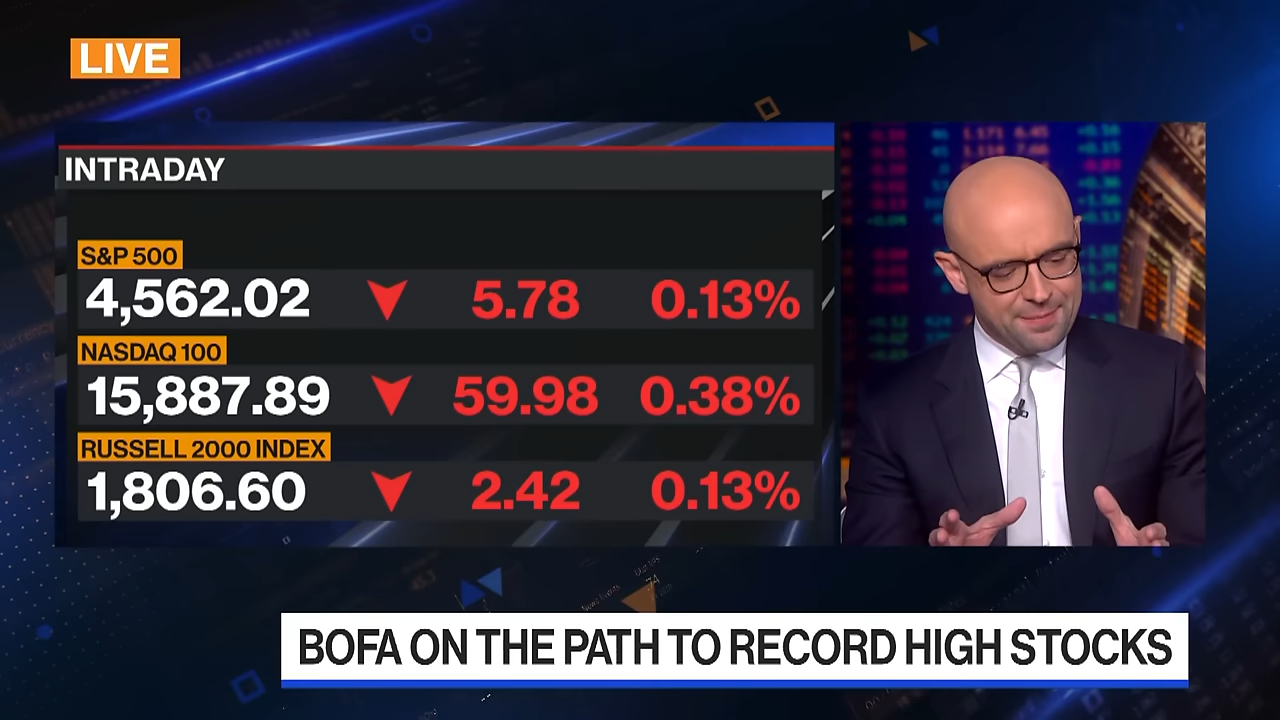 LIVE
INTRADAY
S&P 500
4,562.02 5.78 0.13%
NASDAQ 100
15,887.89 59.98 0.38%
RUSSELL 2000 INDEX
1,806.60 2.42 0.13%
BOFA ON THE PATH TO RECORD HIGH STOCKS